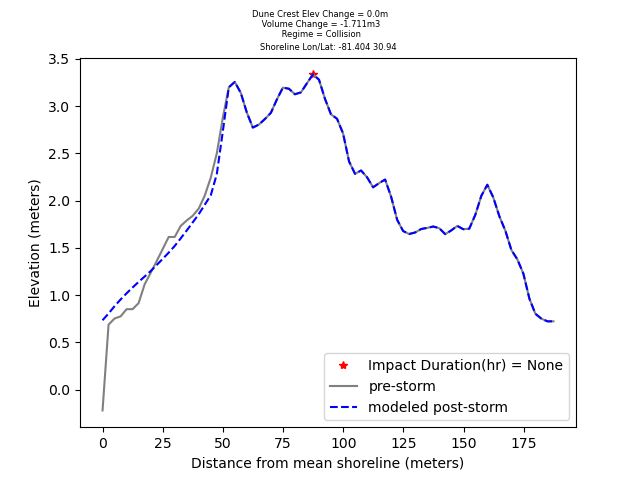 Dune Crest Elev Change = 0.0m
Volume Change = -1.711m3
Regime = Collision
Shoreline Lon/Lat: -81.404 30.94
3.5
3.0
2.5
2.0
1.5
1.0
0.5
0.0
Elevation (meters)
Impact Duration(hr) = None
pre-storm
modeled post-storm
0 25 50 75 100 125 150 175
Distance from mean shoreline (meters)